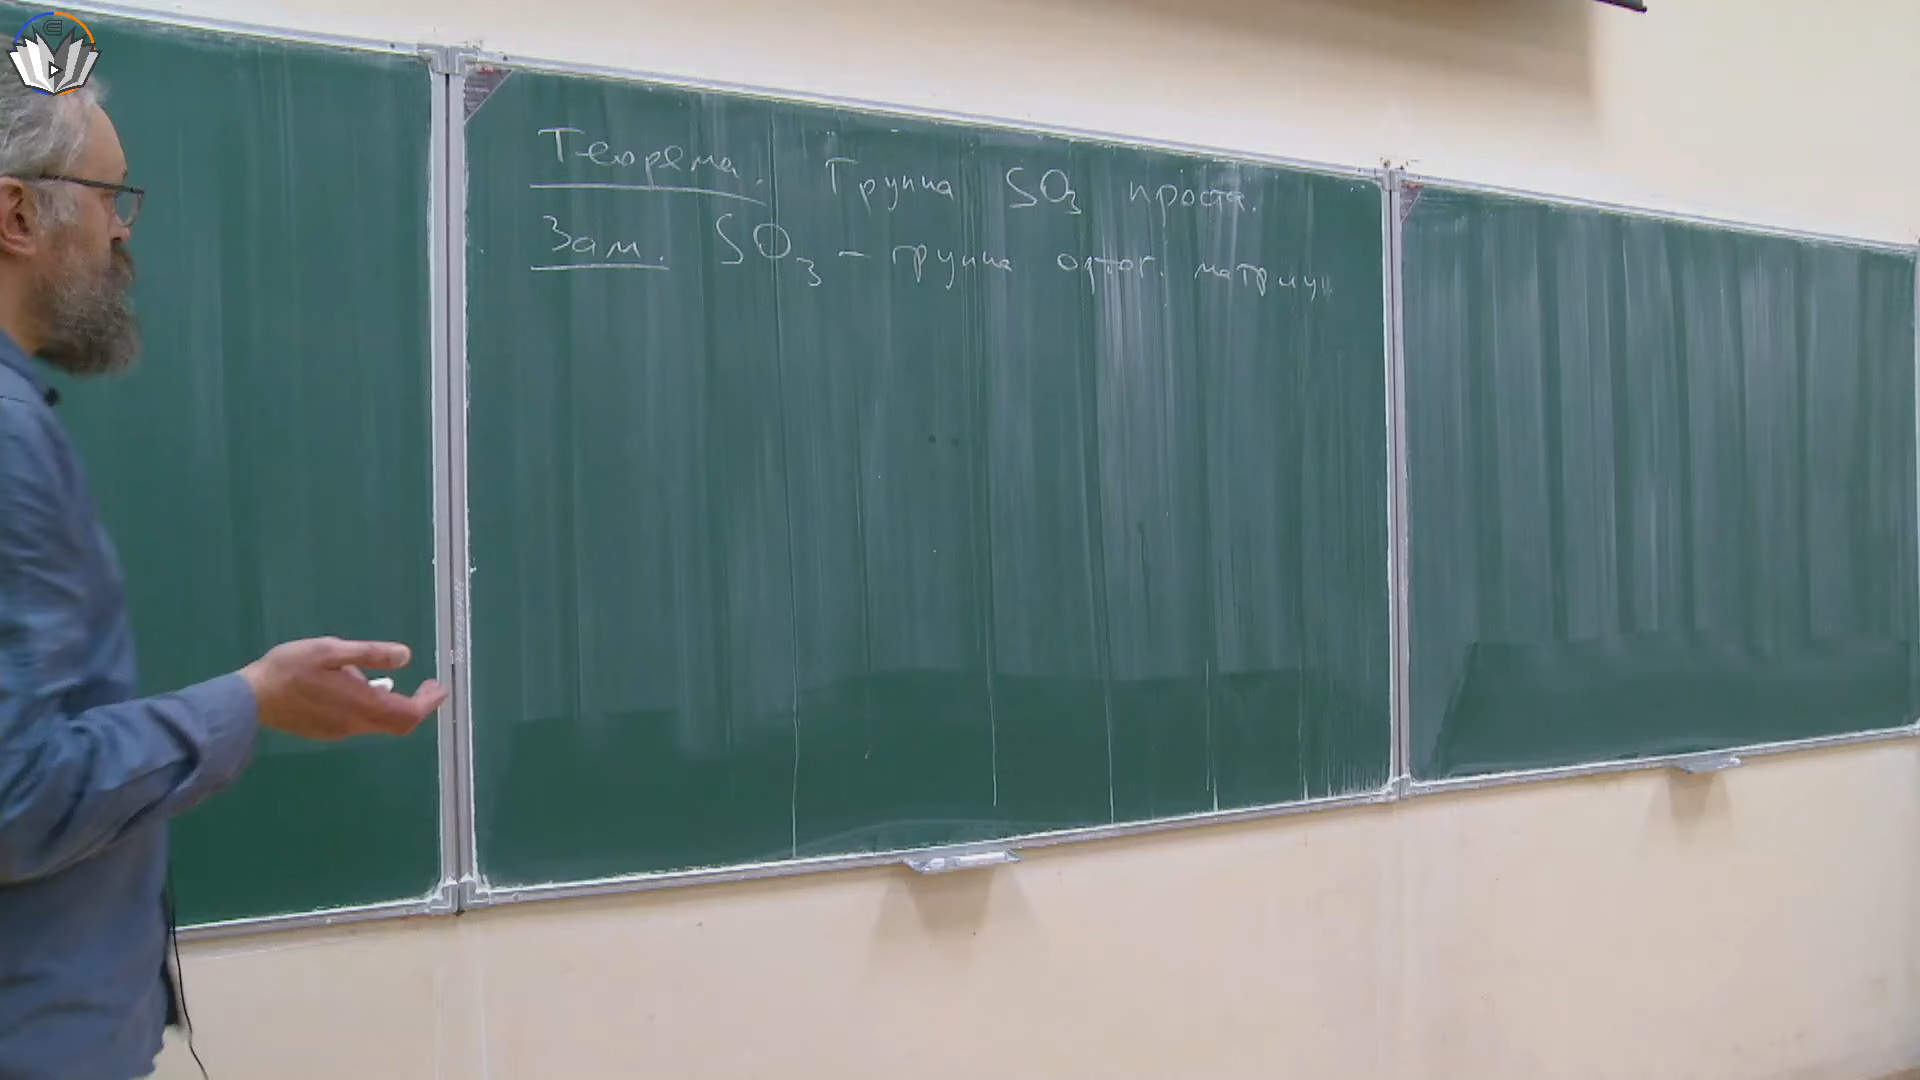 Теорема. Группа SO₃ проста.
Зам. SO₃ – группа ортог. матриц